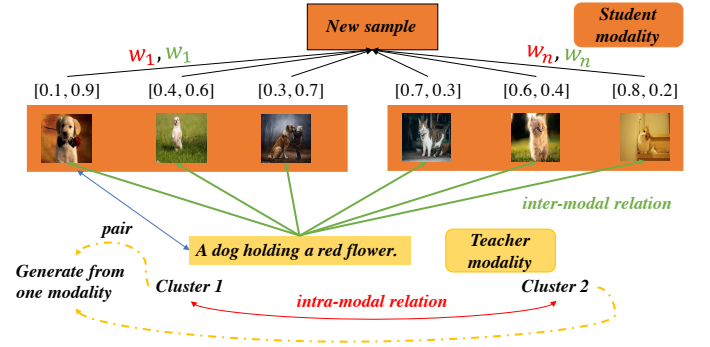 New sample
Student
modality
w₁, w₁
wₙ, wₙ
[0.1, 0.9] [0.4, 0.6] [0.3, 0.7] [0.7, 0.3] [0.6, 0.4] [0.8, 0.2]
inter-modal relation
pair
A dog holding a red flower.
Teacher
modality
Generate from
one modality
Cluster 1
intra-modal relation
Cluster 2